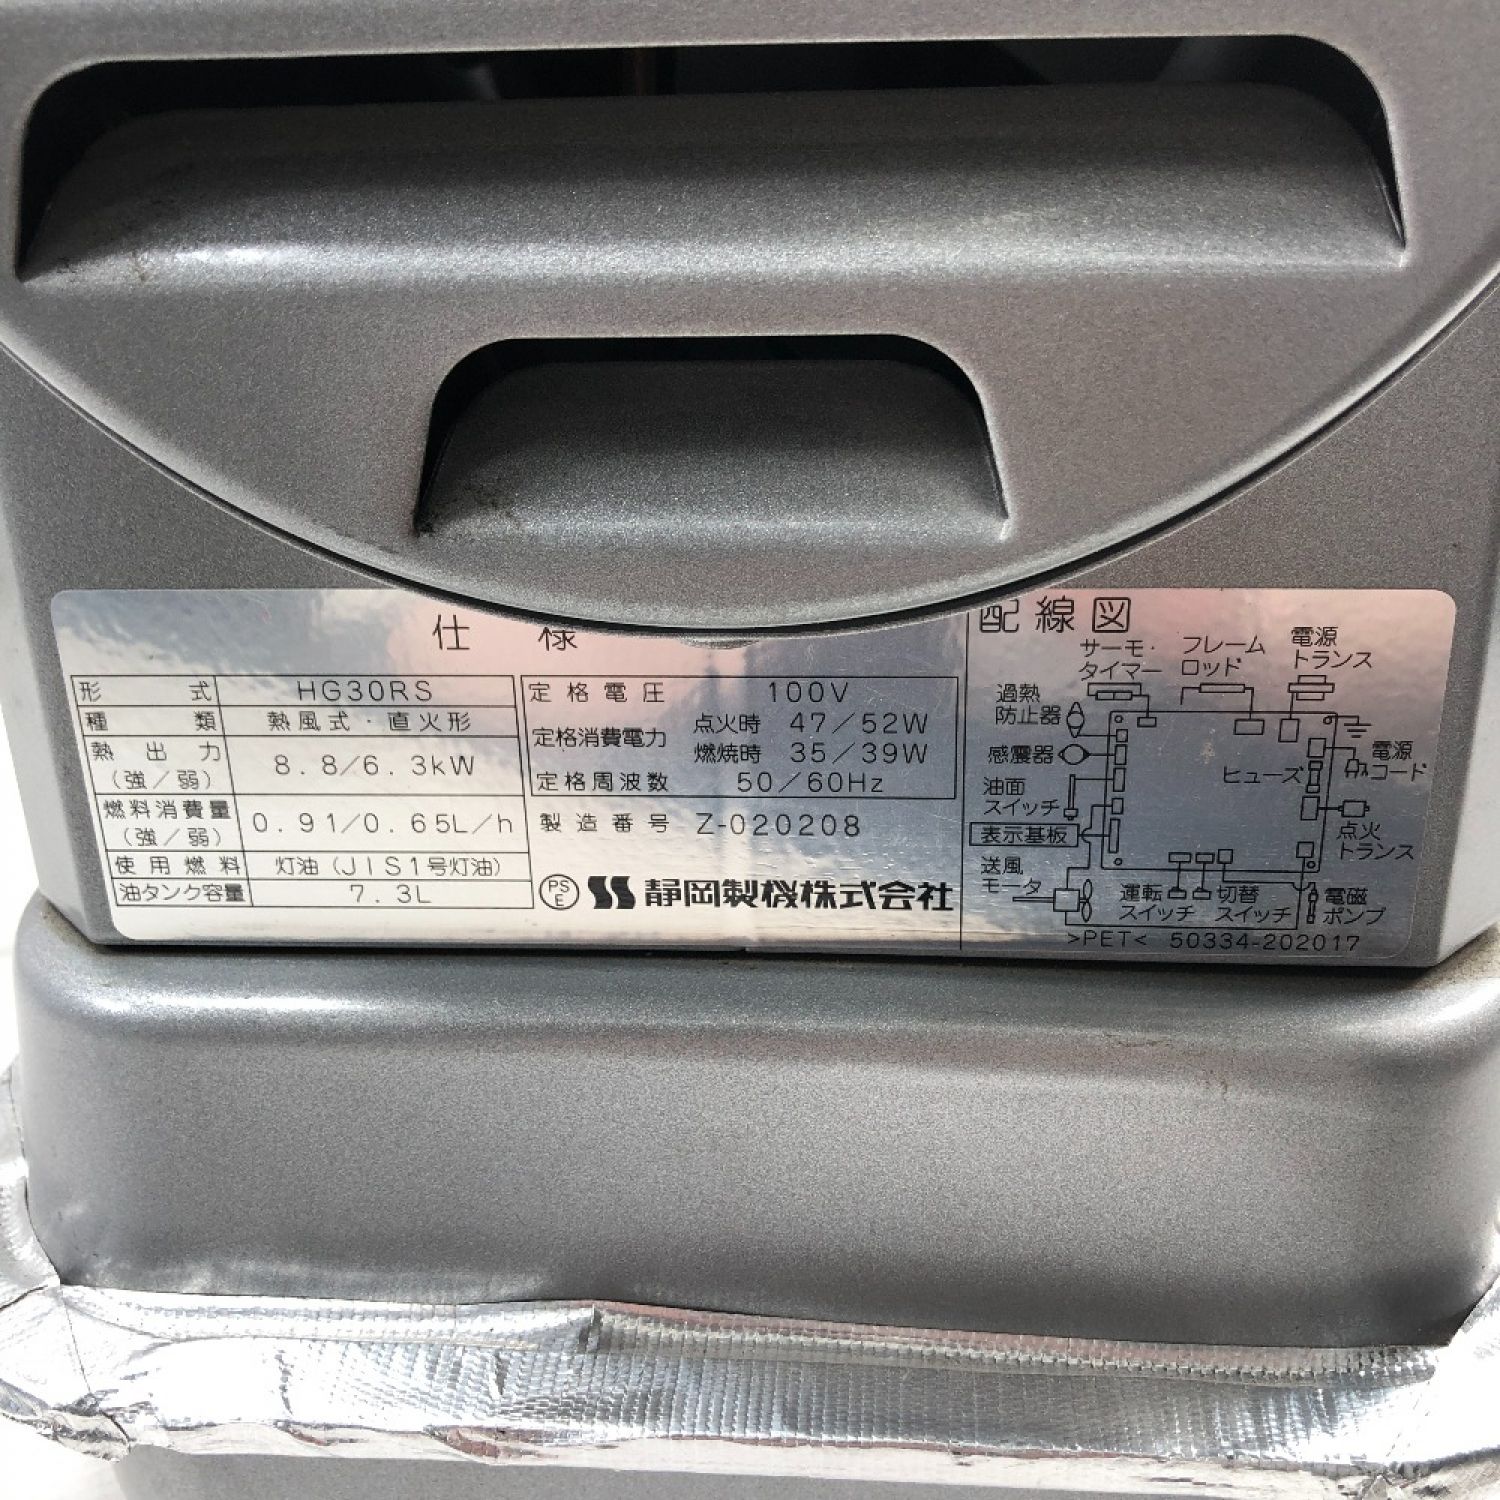 仕様
形式 HG30RS
種類 熱風式・直火形
熱出力
(強/弱) 8.8/6.3kW
燃料消費量
(強/弱) 0.91/0.65L/h
使用燃料 灯油(JIS1号灯油)
油タンク容量 7.3L
定格電圧 100V
定格消費電力 点火時 47/52W
燃焼時 35/39W
定格周波数 50/60Hz
製造番号 Z-020208
PS
E
静岡製機株式会社
配線図
サーモ・
タイマー
フレーム
ロッド
電源
トランス
過熱
防止器
感震器
油面
スイッチ
表示基板
送風
モータ
ヒューズ
電源
コード
点火
トランス
運転
スイッチ
切替
スイッチ
電磁
ポンプ
>PET< 50334-202017